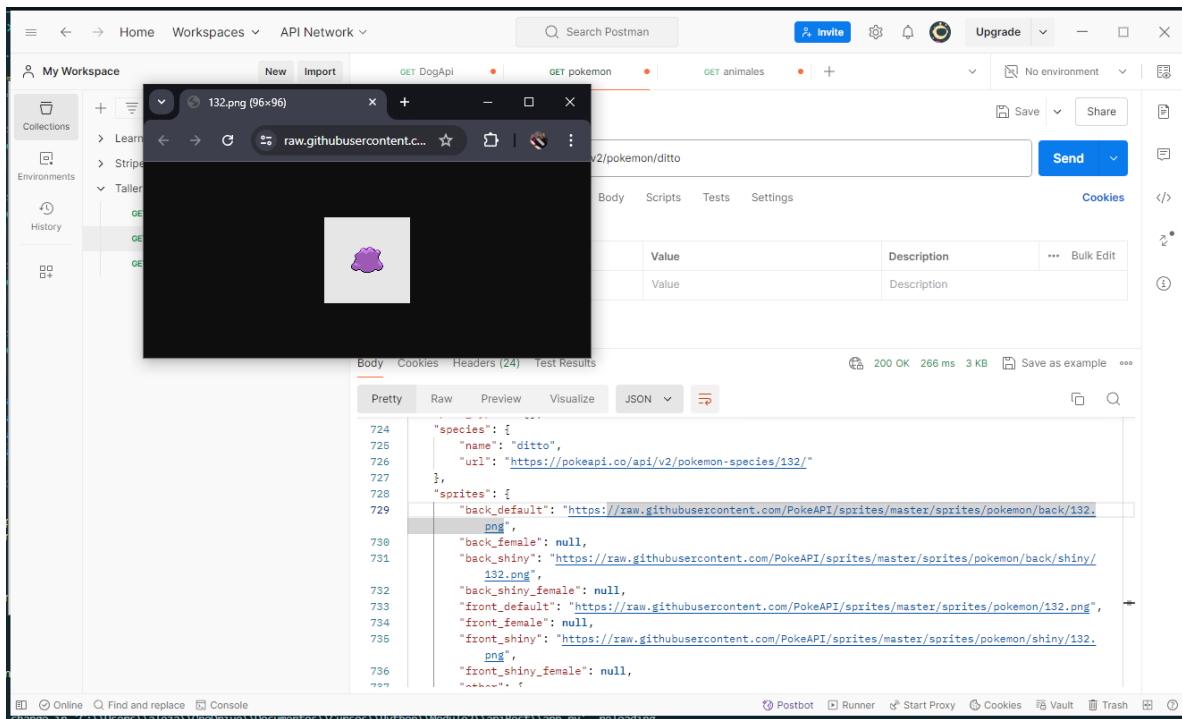 Home Workspaces API Network Search Postman Invite Upgrade
My Workspace New Import GET DogApi GET pokemon GET animales No environment
132.png (96×96)
raw.githubusercontent.c...
Collections
Environments
History
Learn
Stripe
Taller
GE
GE
GE
Save Share
v2/pokemon/ditto Send
Body Scripts Tests Settings Cookies
Value Description Bulk Edit
Value Description
Body Cookies Headers (24) Test Results 200 OK 266 ms 3 KB Save as example
Pretty Raw Preview Visualize JSON
724 "species": {
725 "name": "ditto",
726 "url": "https://pokeapi.co/api/v2/pokemon-species/132/"
727 },
728 "sprites": {
729 "back_default": "https://raw.githubusercontent.com/PokeAPI/sprites/master/sprites/pokemon/back/132.
png",
730 "back_female": null,
731 "back_shiny": "https://raw.githubusercontent.com/PokeAPI/sprites/master/sprites/pokemon/back/shiny/
132.png",
732 "back_shiny_female": null,
733 "front_default": "https://raw.githubusercontent.com/PokeAPI/sprites/master/sprites/pokemon/132.png",
734 "front_female": null,
735 "front_shiny": "https://raw.githubusercontent.com/PokeAPI/sprites/master/sprites/pokemon/shiny/132.
png",
736 "front_shiny_female": null,
737 "other": {
Online Find and replace Console Postbot Runner Start Proxy Cookies Vault Trash